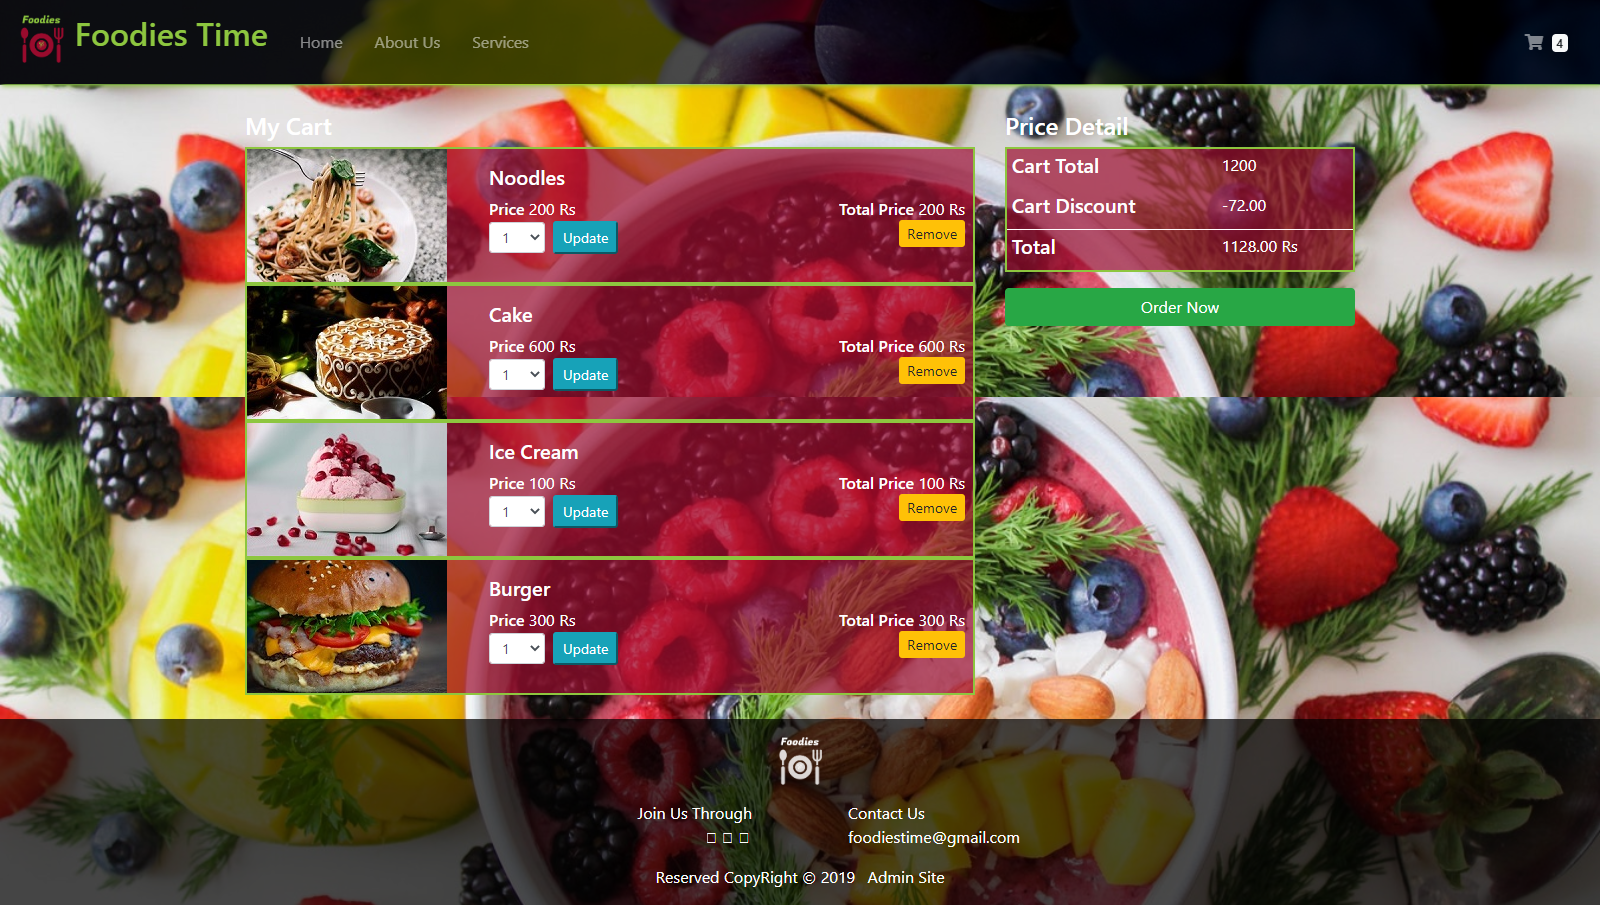 Foodies
Foodies Time
Home
About Us
Services
4
My Cart
Noodles
Price 200 Rs
Total Price 200 Rs
1
Update
Remove
Cake
Price 600 Rs
Total Price 600 Rs
1
Update
Remove
Ice Cream
Price 100 Rs
Total Price 100 Rs
1
Update
Remove
Burger
Price 300 Rs
Total Price 300 Rs
1
Update
Remove
Price Detail
Cart Total 1200
Cart Discount -72.00
Total 1128.00 Rs
Order Now
Foodies
Join Us Through
Contact Us
foodiestime@gmail.com
Reserved CopyRight © 2019 Admin Site